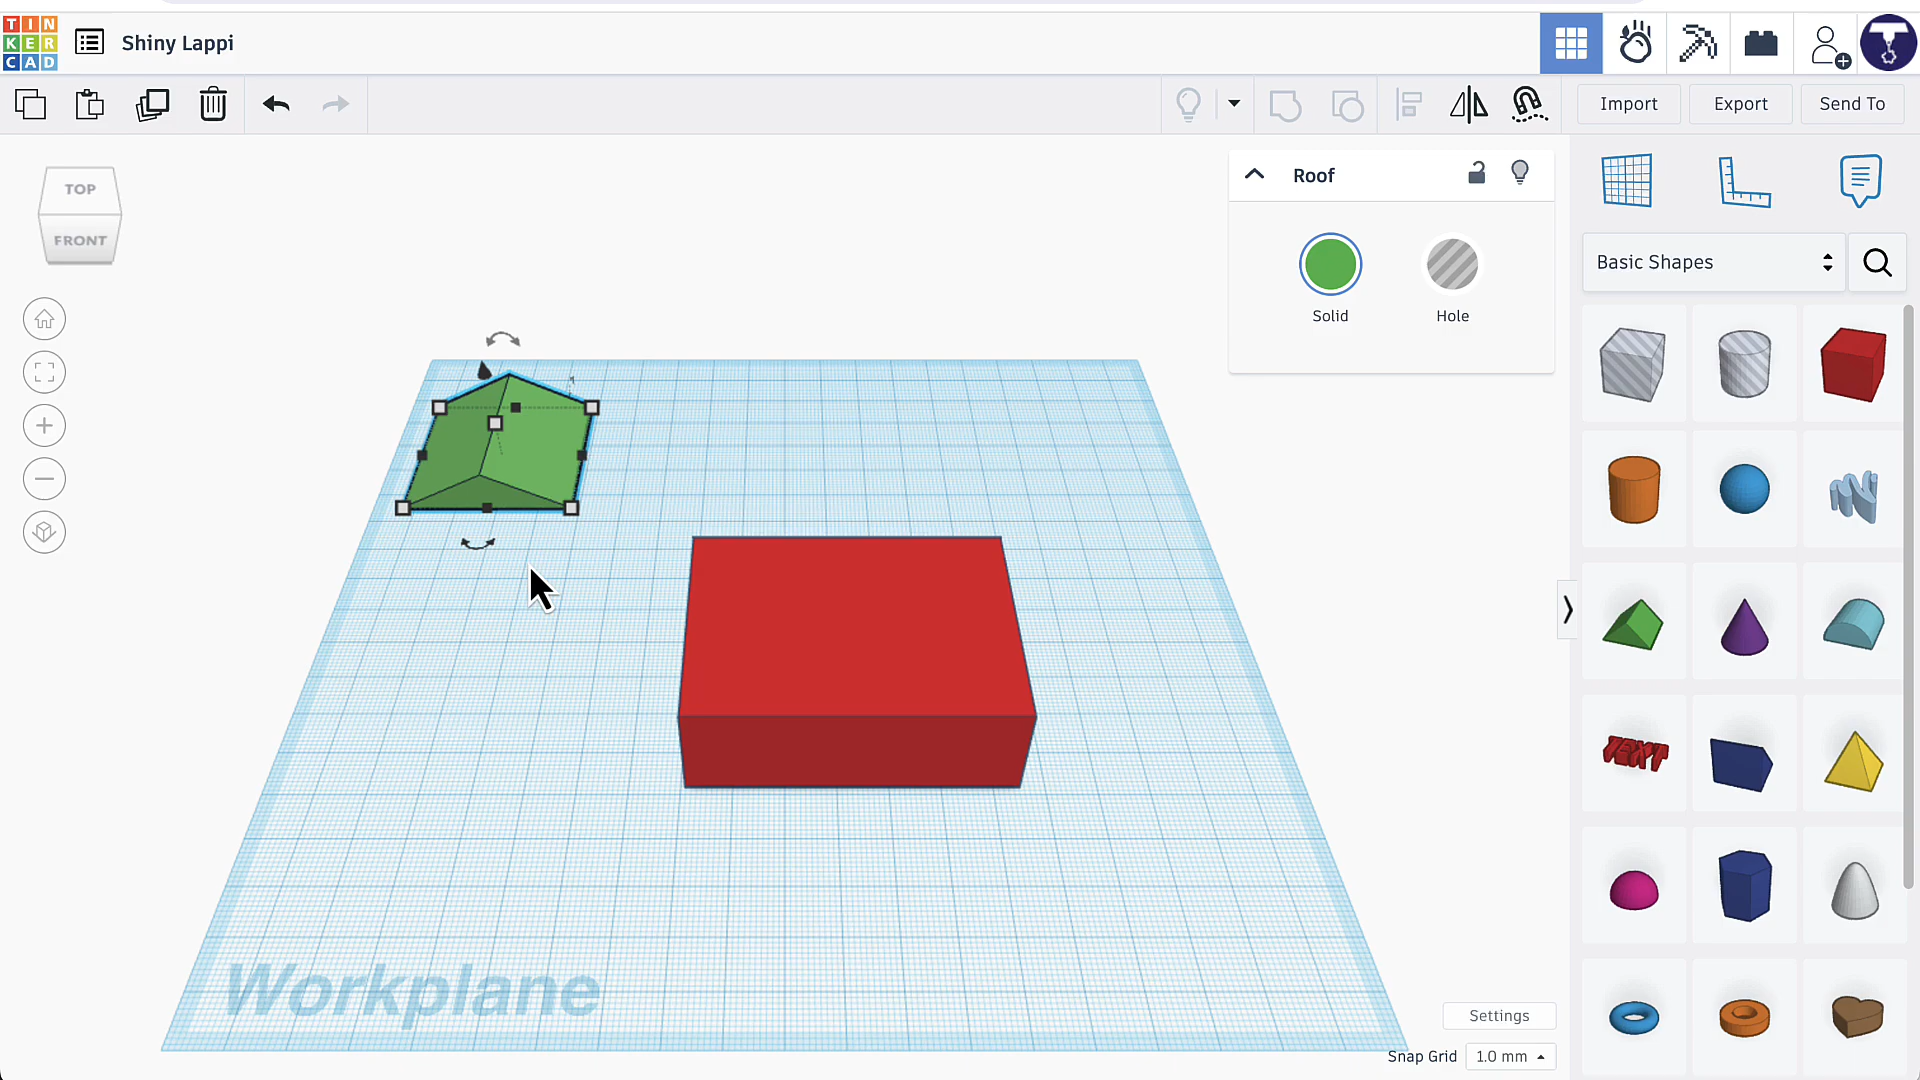 TIN
KER
CAD
Shiny Lappi
Import
Export
Send To
TOP
FRONT
Roof
Solid
Hole
Basic Shapes
TEXT
Workplane
Settings
Snap Grid
1.0 mm